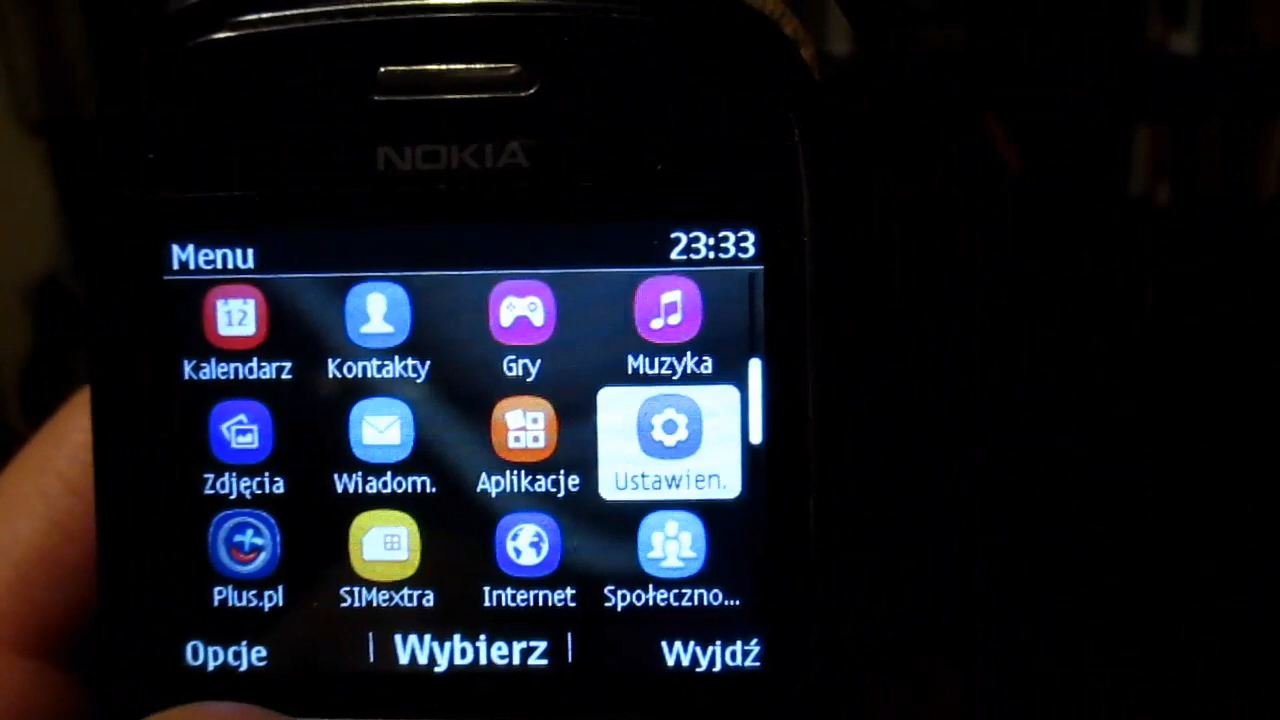 NOKIA
Menu 23:33
12
Kalendarz Kontakty Gry Muzyka
Zdjęcia Wiadom. Aplikacje Ustawien.
Plus.pl SIMextra Internet Społeczno...
Opcje Wybierz Wyjdź